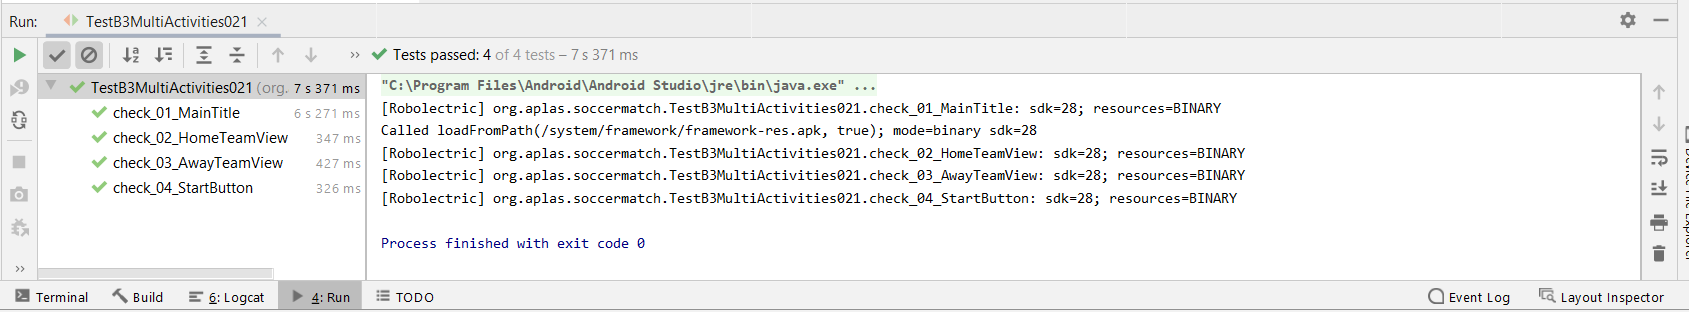 Run: TestB3MultiActivities021
Tests passed: 4 of 4 tests – 7 s 371 ms
TestB3MultiActivities021 (org. 7 s 371 ms
check_01_MainTitle 6 s 271 ms
check_02_HomeTeamView 347 ms
check_03_AwayTeamView 427 ms
check_04_StartButton 326 ms
"C:\Program Files\Android\Android Studio\jre\bin\java.exe" ...
[Robolectric] org.aplas.soccermatch.TestB3MultiActivities021.check_01_MainTitle: sdk=28; resources=BINARY
Called loadFromPath(/system/framework/framework-res.apk, true); mode=binary sdk=28
[Robolectric] org.aplas.soccermatch.TestB3MultiActivities021.check_02_HomeTeamView: sdk=28; resources=BINARY
[Robolectric] org.aplas.soccermatch.TestB3MultiActivities021.check_03_AwayTeamView: sdk=28; resources=BINARY
[Robolectric] org.aplas.soccermatch.TestB3MultiActivities021.check_04_StartButton: sdk=28; resources=BINARY
Process finished with exit code 0
Terminal Build 6: Logcat 4: Run TODO Event Log Layout Inspector